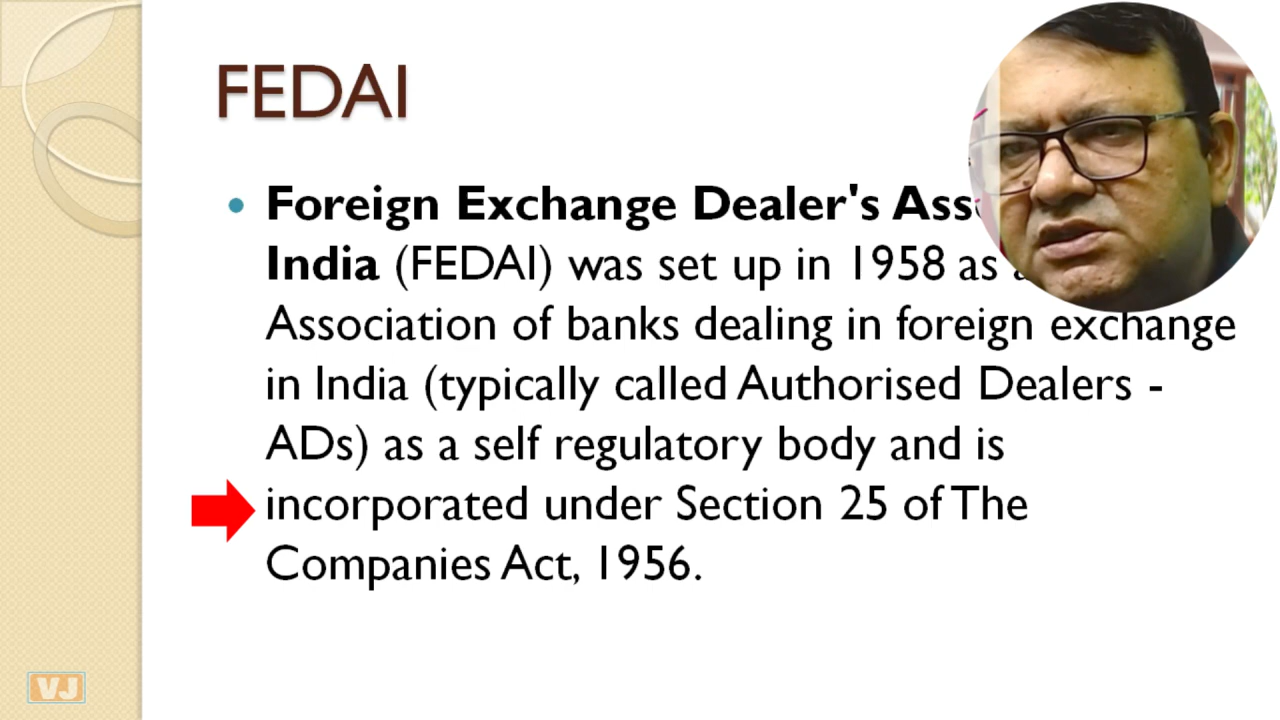 FEDAI
• Foreign Exchange Dealer's
India (FEDAI) was set up in 1958 as
Association of banks dealing in foreign exchange
in India (typically called Authorised Dealers -
ADs) as a self regulatory body and is
incorporated under Section 25 of The
Companies Act, 1956.
VJ